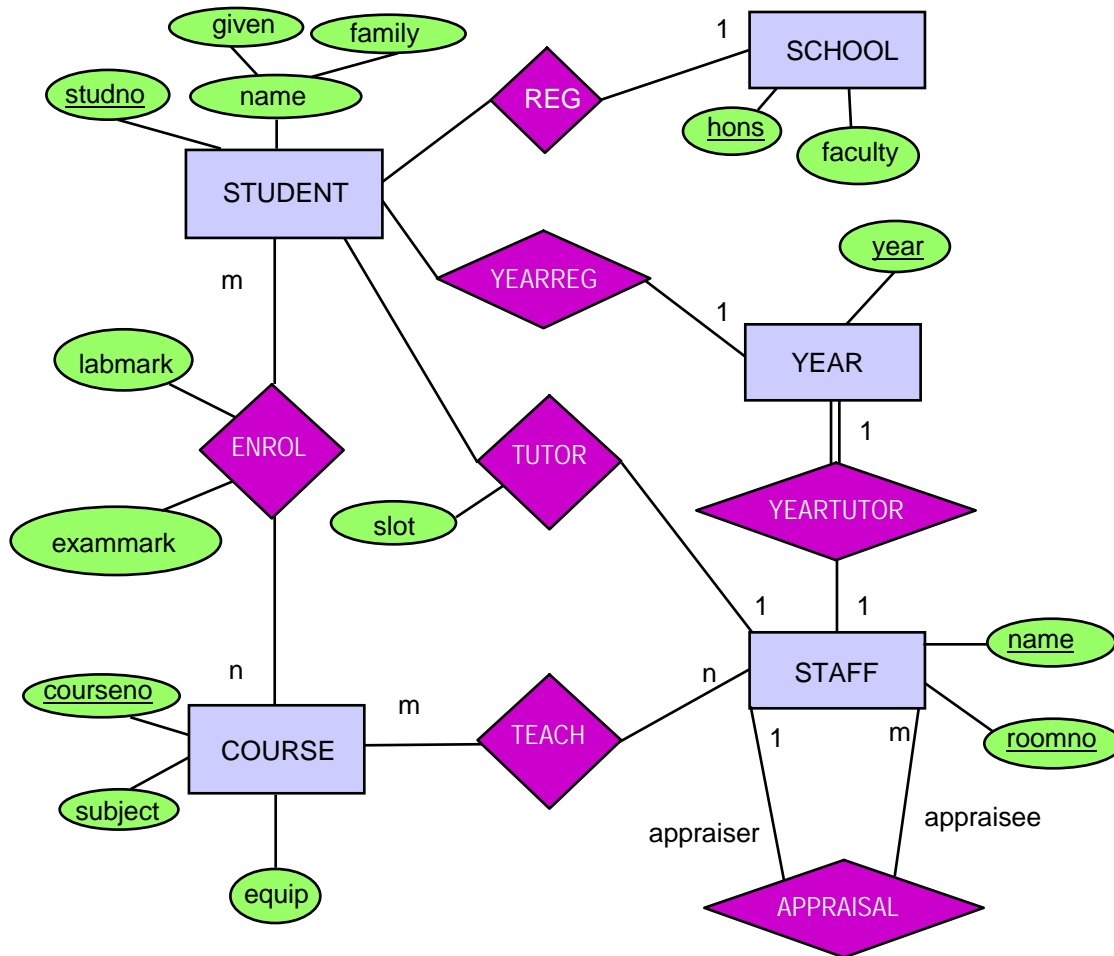 given
family
1
SCHOOL
studno
name
REG
hons
faculty
STUDENT
year
m
YEARREG
1
labmark
YEAR
ENROL
TUTOR
1
exammark
slot
YEARTUTOR
1
1
name
n
n
STAFF
courseno
m
TEACH
1
m
roomno
COURSE
subject
appraiser
appraisee
equip
APPRAISAL